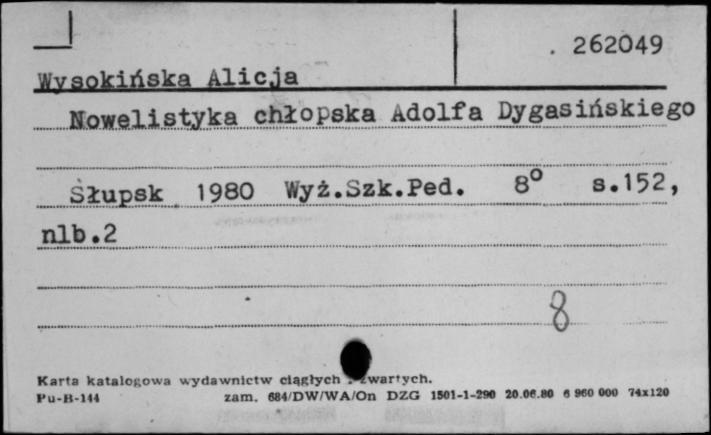 . 262049
Wysokińska Alicja
Nowelistyka chłopska Adolfa Dygasińskiego
Słupsk 1980 Wyż.Szk.Ped. 8° s.152,
nlb.2
8
Karta katalogowa wydawnictw ciągłych zwartych.
Pu-B-144 zam. 684/DW/WA/On DZG 1501-1-290 20.06.80 6 960 000 74x120